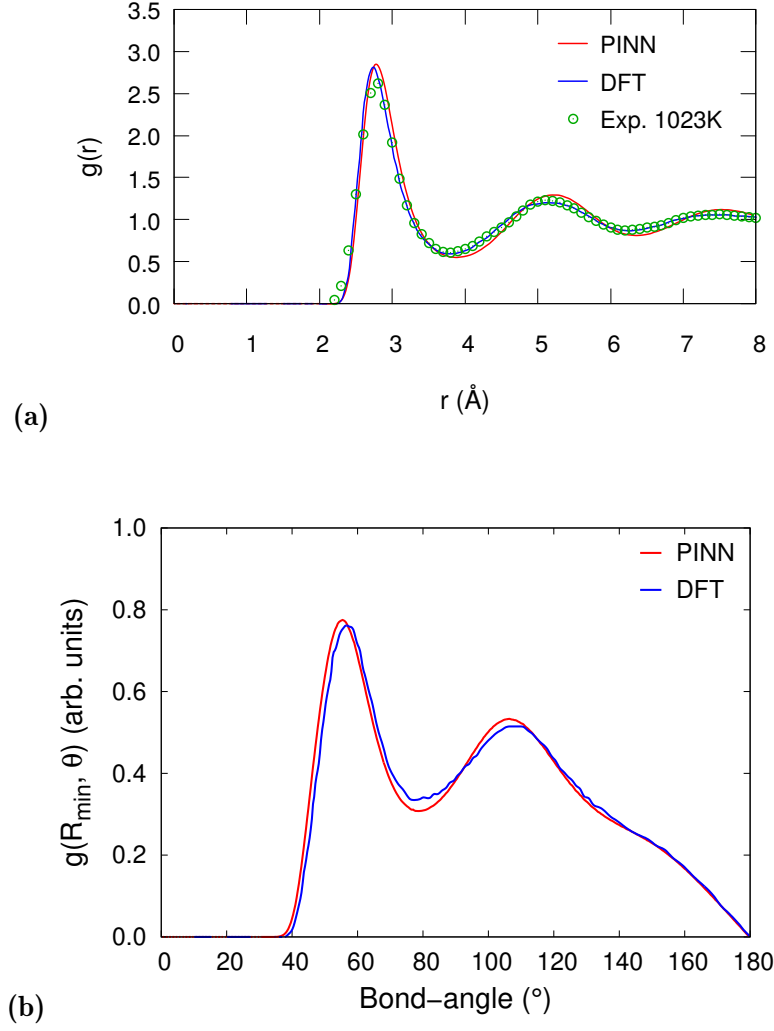 3.5
3.0
2.5
2.0
1.5
1.0
0.5
0.0
g(r)
PINN
DFT
Exp. 1023K
0 1 2 3 4 5 6 7 8
r (Å)
(a)
1.0
0.8
0.6
0.4
0.2
0.0
g(R_min, θ) (arb. units)
PINN
DFT
0 20 40 60 80 100 120 140 160 180
Bond−angle (°)
(b)